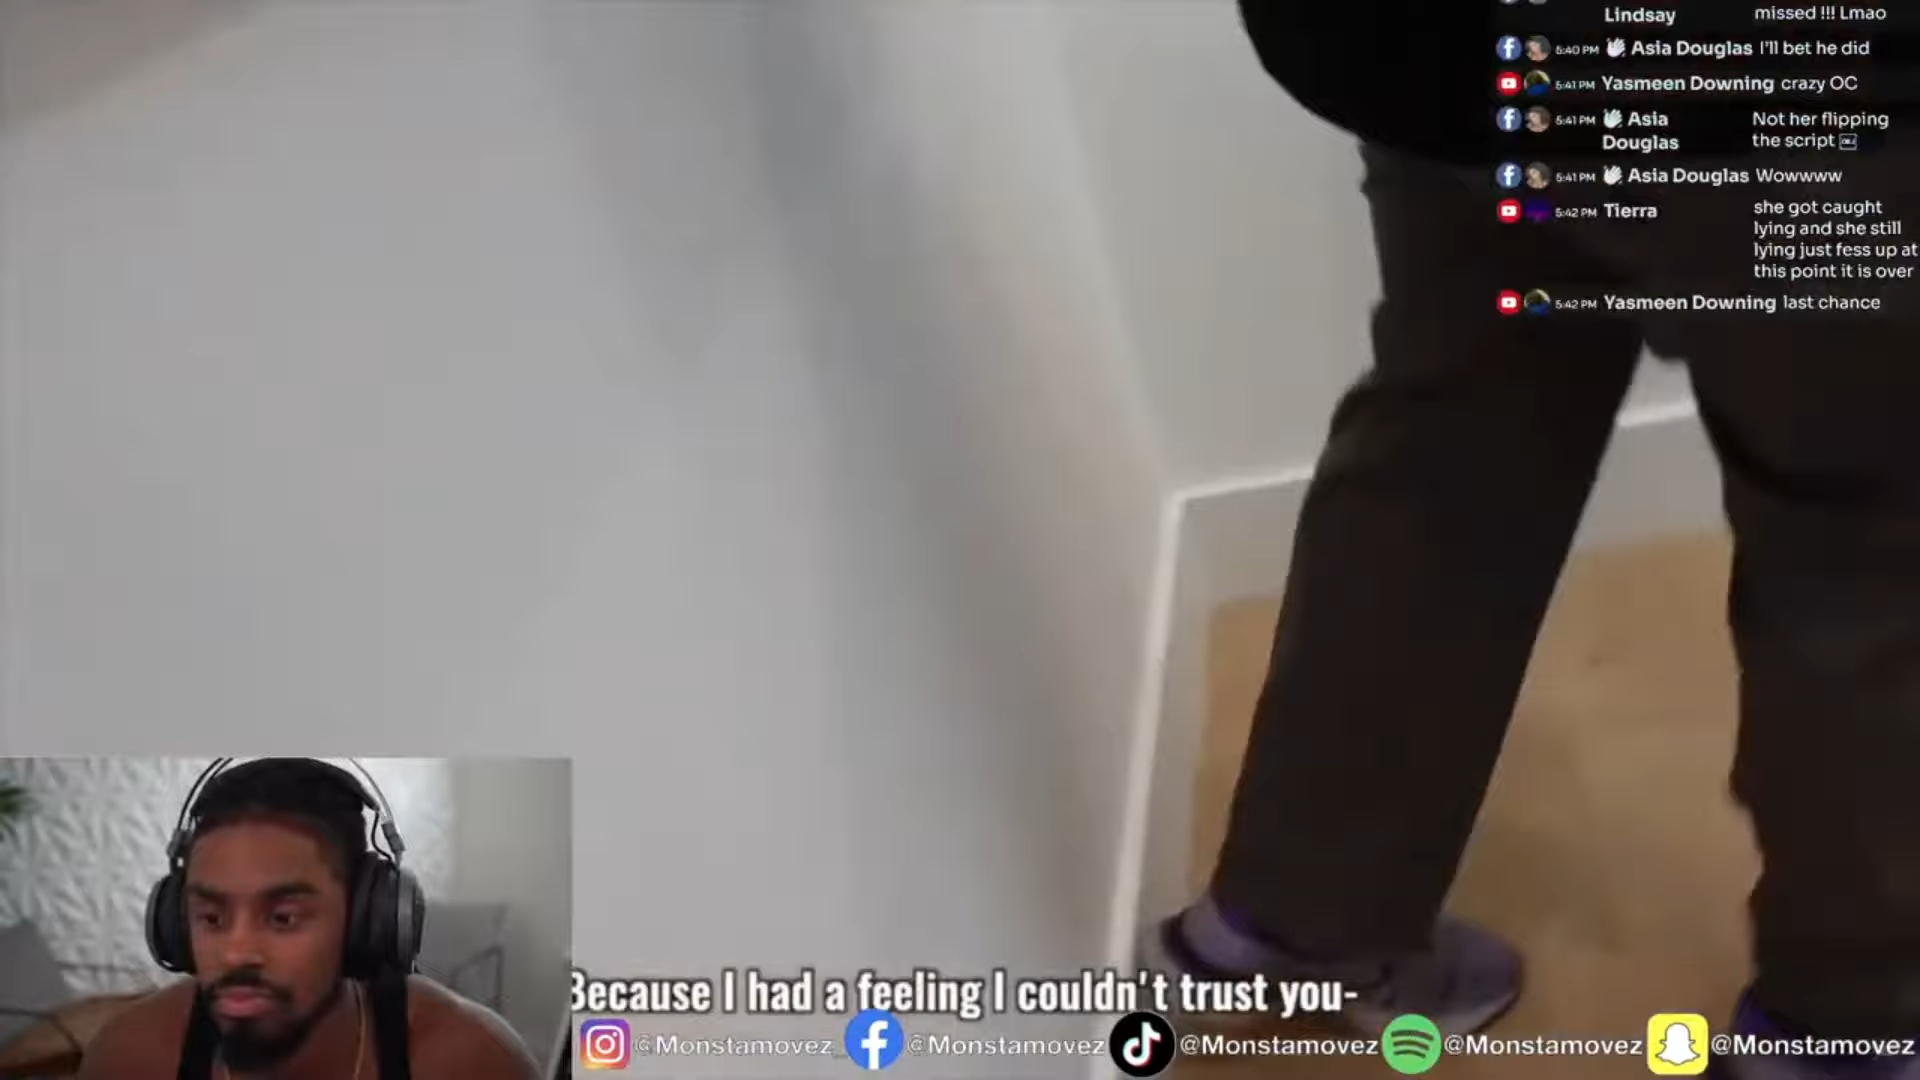 Lindsay missed !!! Lmao
5:40 PM Asia Douglas I'll bet he did
5:41 PM Yasmeen Downing crazy OC
5:41 PM Asia Not her flipping
Douglas the script
5:41 PM Asia Douglas Wowwww
5:42 PM Tierra she got caught
lying and she still
lying just fess up at
this point it is over
5:42 PM Yasmeen Downing last chance
Because I had a feeling I couldn't trust you-
@Monstamovez @Monstamovez @Monstamovez @Monstamovez @Monstamovez